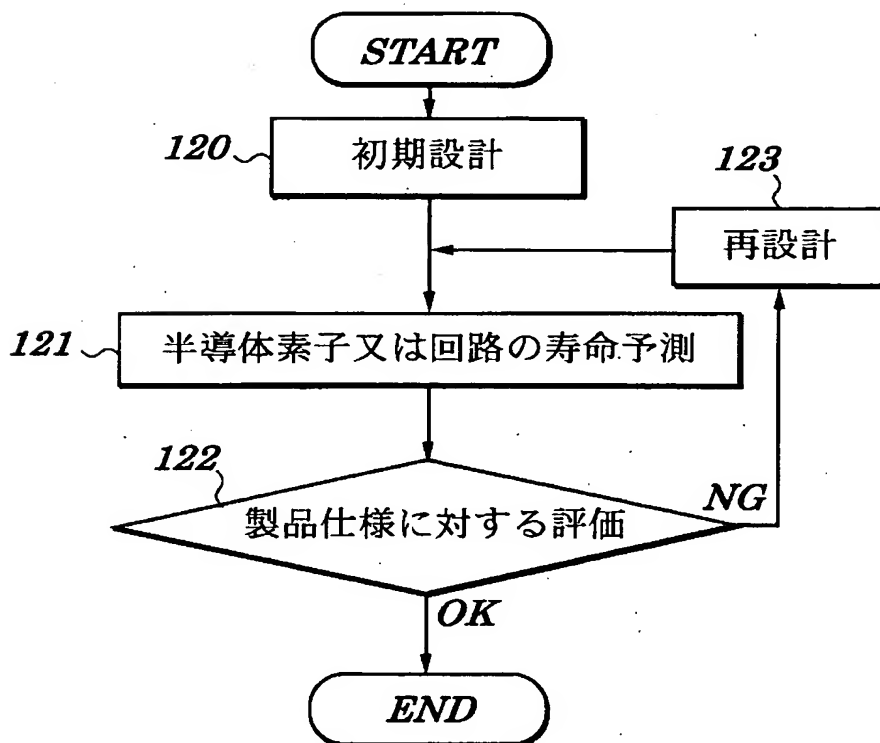 START
120
初期設計
123
再設計
121
半導体素子又は回路の寿命予測
122
製品仕様に対する評価
NG
OK
END